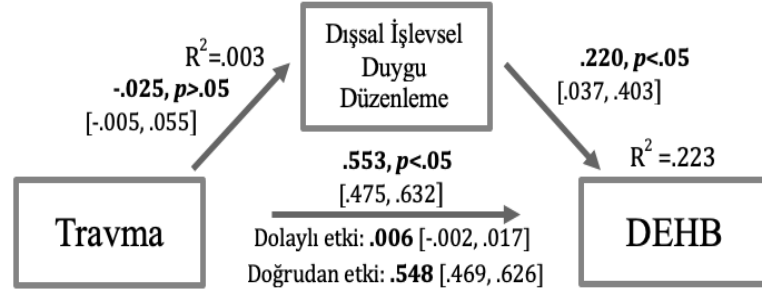 R²=.003
-.025, p>.05
[-.005, .055]
Dışsal İşlevsel
Duygu
Düzenleme
.220, p<.05
[.037, .403]
R² =.223
Travma
.553, p<.05
[.475, .632]
Dolaylı etki: .006 [-.002, .017]
Doğrudan etki: .548 [.469, .626]
DEHB